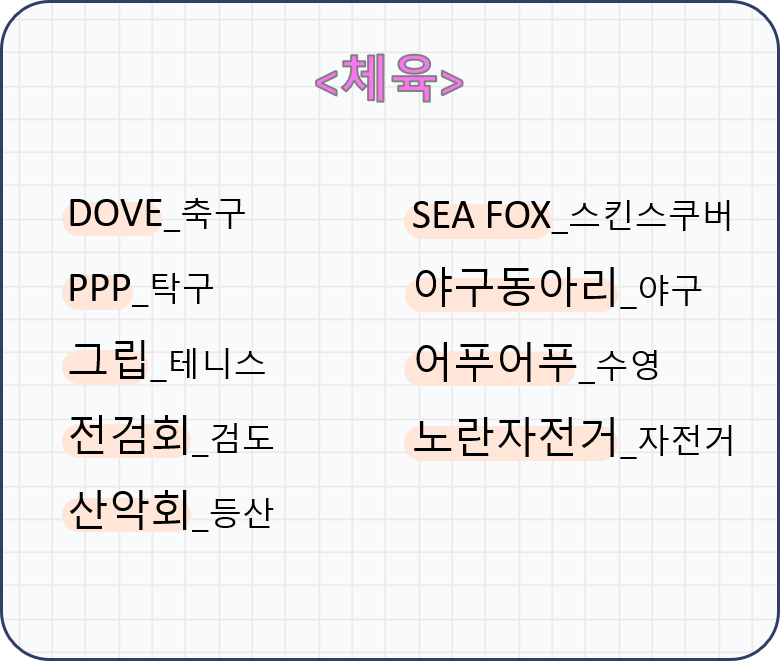 <체육>
DOVE_축구
PPP_탁구
그립_테니스
전검회_검도
산악회_등산
SEA FOX_스킨스쿠버
야구동아리_야구
어푸어푸_수영
노란자전거_자전거